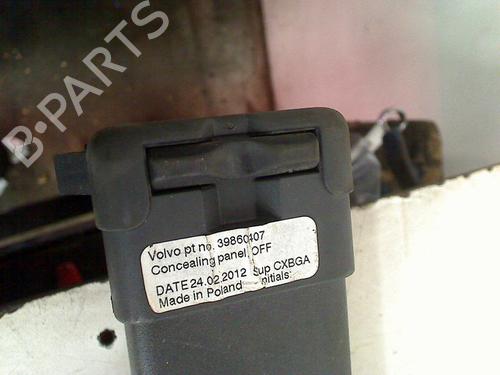 B-PARTS
Volvo pt no. 39860407
Concealing panel, OFF
DATE 24.02.2012 Sup CXBGA
Made in Poland Initials: